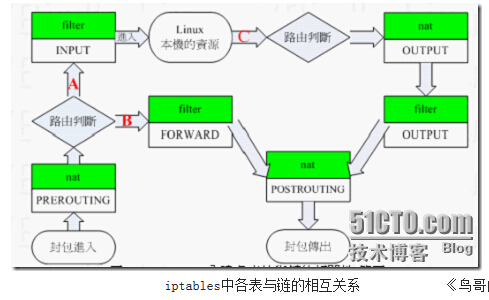 filter
INPUT
進入
Linux
本機的資源
C
路由判斷
nat
OUTPUT
A
路由判斷
B
filter
FORWARD
filter
OUTPUT
nat
PREROUTING
nat
POSTROUTING
封包進入
封包傳出
51CTO.com
技术博客 Blog
iptables中各表与链的相互关系
《鸟哥